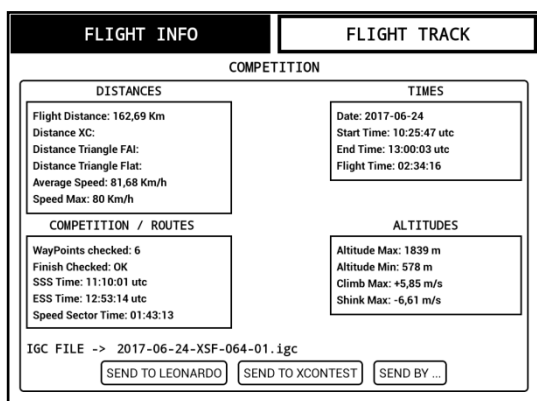 FLIGHT INFO
FLIGHT TRACK
COMPETITION
DISTANCES
Flight Distance: 162,69 Km
Distance XC:
Distance Triangle FAI:
Distance Triangle Flat:
Average Speed: 81,68 Km/h
Speed Max: 80 Km/h
TIMES
Date: 2017-06-24
Start Time: 10:25:47 utc
End Time: 13:00:03 utc
Flight Time: 02:34:16
COMPETITION / ROUTES
WayPoints checked: 6
Finish Checked: OK
SSS Time: 11:10:01 utc
ESS Time: 12:53:14 utc
Speed Sector Time: 01:43:13
ALTITUDES
Altitude Max: 1839 m
Altitude Min: 578 m
Climb Max: +5,85 m/s
Shink Max: -6,61 m/s
IGC FILE -> 2017-06-24-XSF-064-01.igc
SEND TO LEONARDO
SEND TO XCONTEST
SEND BY ...